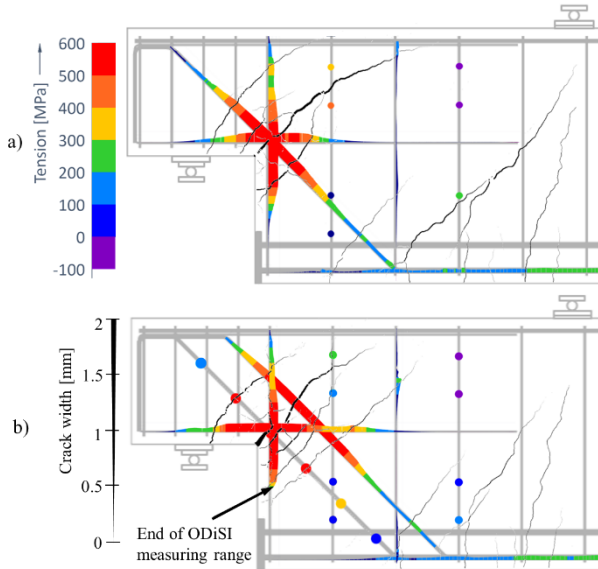 a)
Tension [MPa]
600
500
400
300
200
100
0
-100
b)
Crack width [mm]
2
1.5
1
0.5
0
End of ODiSI
measuring range